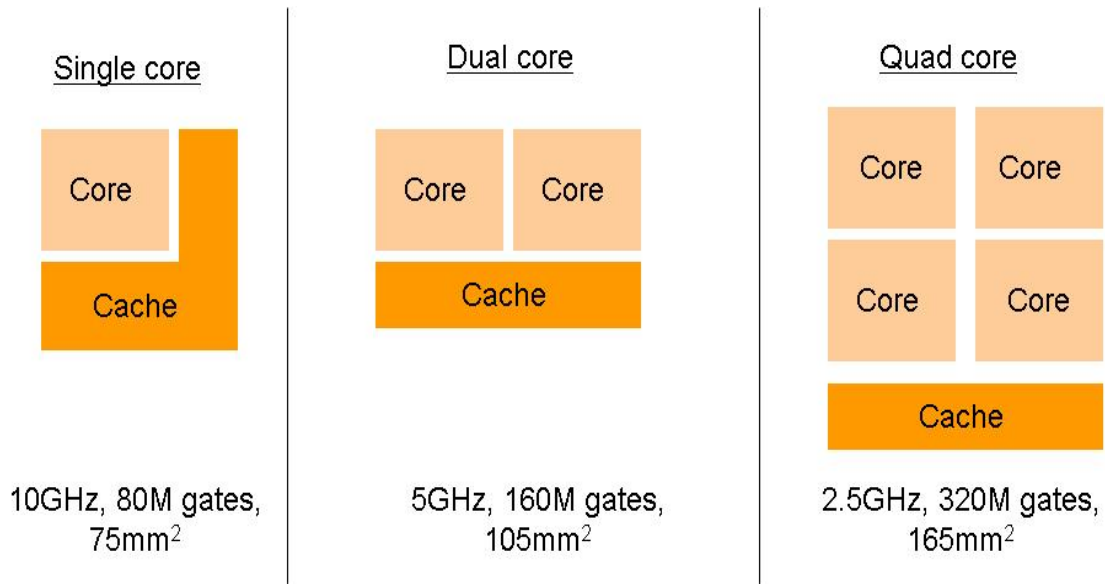 Single core
Core
Cache
10GHz, 80M gates,
75mm²
Dual core
Core Core
Cache
5GHz, 160M gates,
105mm²
Quad core
Core Core
Core Core
Cache
2.5GHz, 320M gates,
165mm²